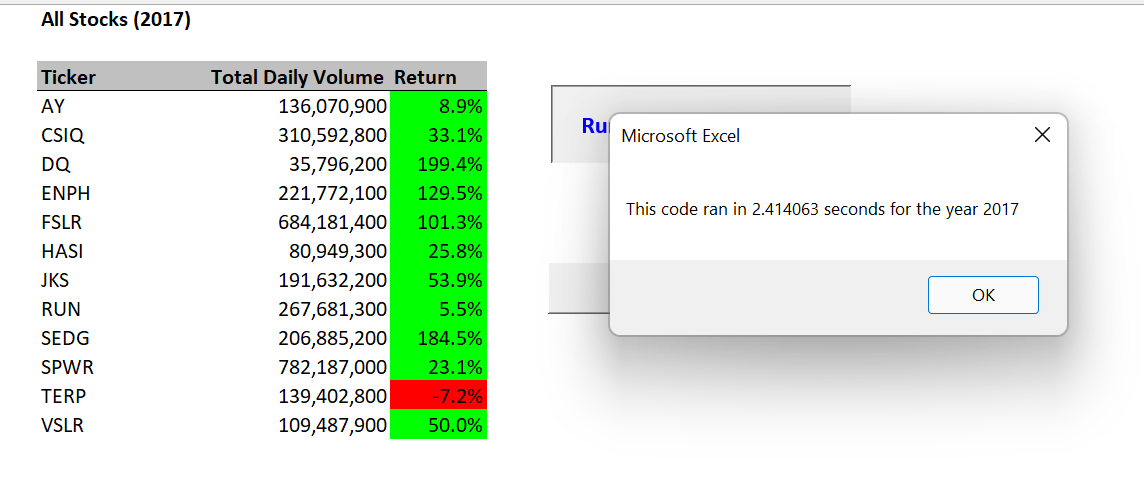 All Stocks (2017)
Ticker Total Daily Volume Return
AY 136,070,900 8.9%
CSIQ 310,592,800 33.1%
DQ 35,796,200 199.4%
ENPH 221,772,100 129.5%
FSLR 684,181,400 101.3%
HASI 80,949,300 25.8%
JKS 191,632,200 53.9%
RUN 267,681,300 5.5%
SEDG 206,885,200 184.5%
SPWR 782,187,000 23.1%
TERP 139,402,800 -7.2%
VSLR 109,487,900 50.0%
Microsoft Excel
This code ran in 2.414063 seconds for the year 2017
OK